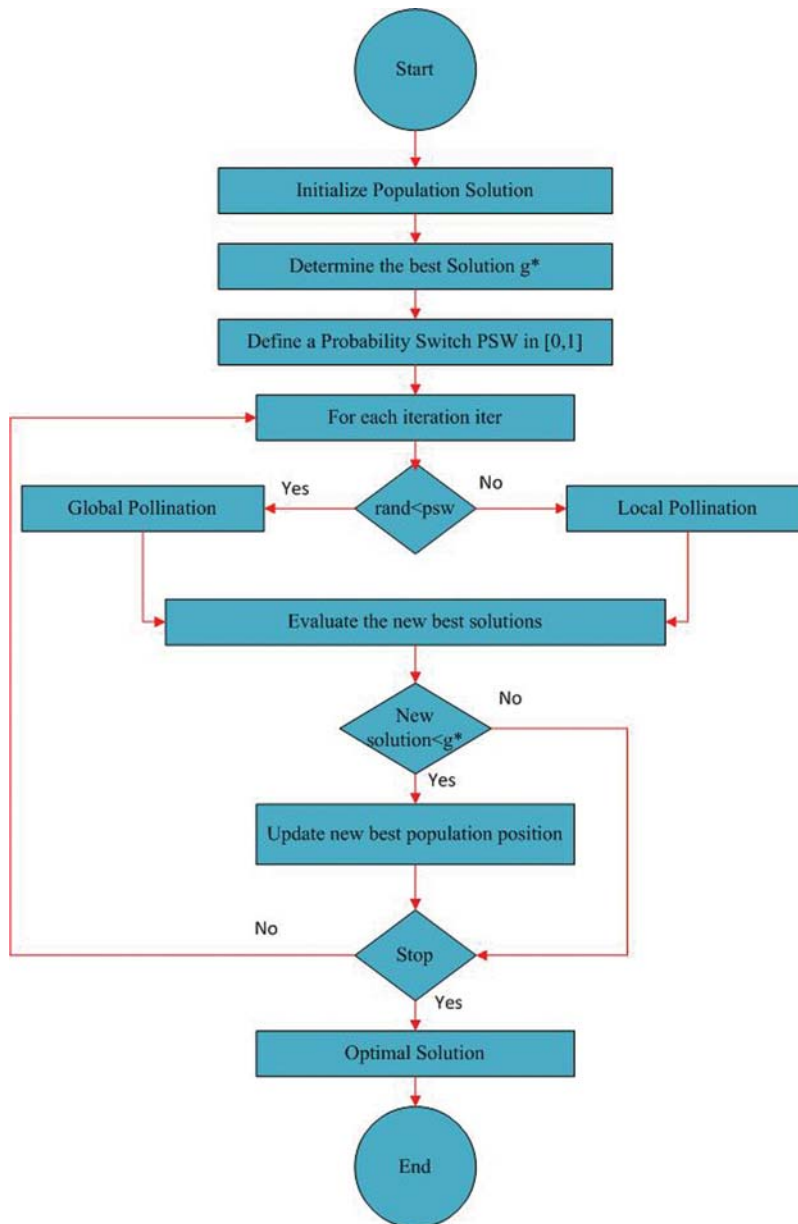 Start
Initialize Population Solution
Determine the best Solution g*
Define a Probability Switch PSW in [0,1]
For each iteration iter
Yes
No
Global Pollination
rand<psw
Local Pollination
Evaluate the new best solutions
New
solution<g*
No
Yes
Update new best population position
No
Stop
Yes
Optimal Solution
End